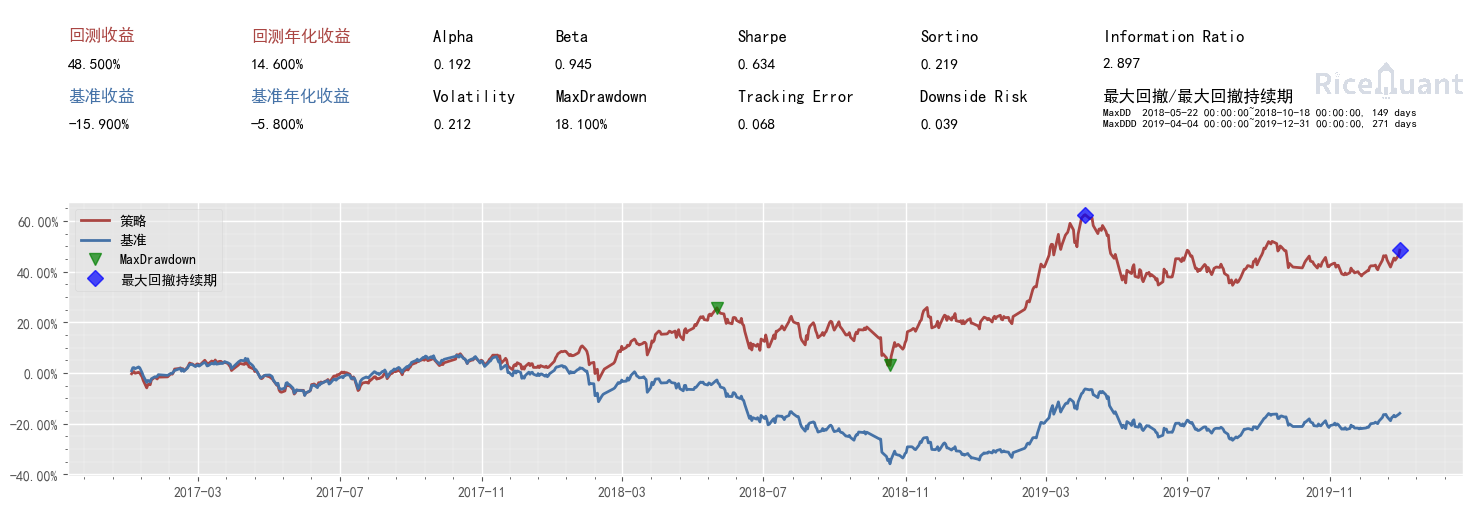 回测收益 回测年化收益 Alpha Beta Sharpe Sortino Information Ratio
48.500% 14.600% 0.192 0.945 0.634 0.219 2.897
RiceQuant
基准收益 基准年化收益 Volatility MaxDrawdown Tracking Error Downside Risk 最大回撤/最大回撤持续期
MaxDD 2018-05-22 00:00:00~2018-10-18 00:00:00, 149 days
-15.900% -5.800% 0.212 18.100% 0.068 0.039 MaxDDD 2019-04-04 00:00:00~2019-12-31 00:00:00, 271 days
策略
基准
MaxDrawdown
最大回撤持续期
60.00%
40.00%
20.00%
0.00%
-20.00%
-40.00%
2017-03 2017-07 2017-11 2018-03 2018-07 2018-11 2019-03 2019-07 2019-11